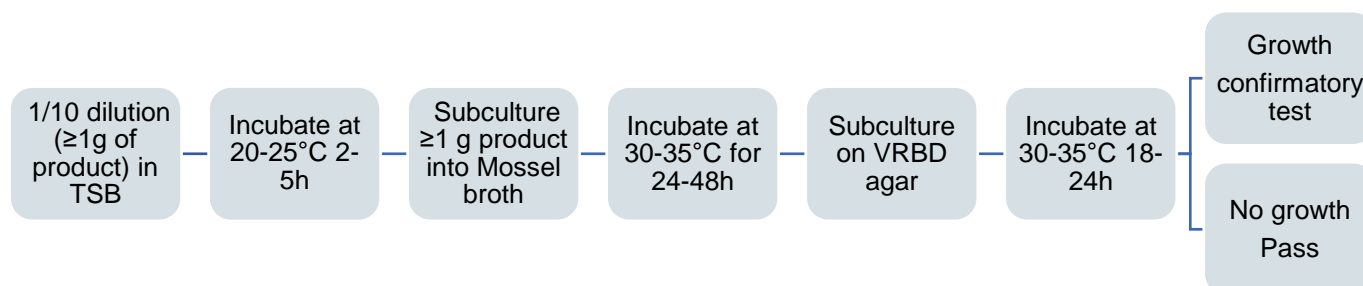 1/10 dilution
(≥1g of
product) in
TSB
Incubate at
20-25°C 2-
5h
Subculture
≥1 g product
into Mossel
broth
Incubate at
30-35°C for
24-48h
Subculture
on VRBD
agar
Incubate at
30-35°C 18-
24h
Growth
confirmatory
test
No growth
Pass